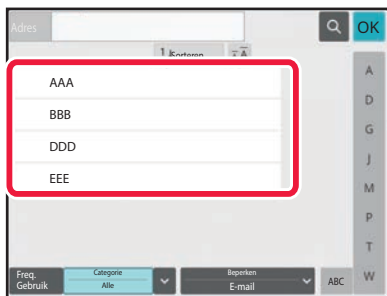 Adres OK
1 Sorteren
AAA
BBB
DDD
EEE
A
D
G
J
M
P
T
W
Freq. Gebruik
Categorie
Alle
Beperken
E-mail
ABC